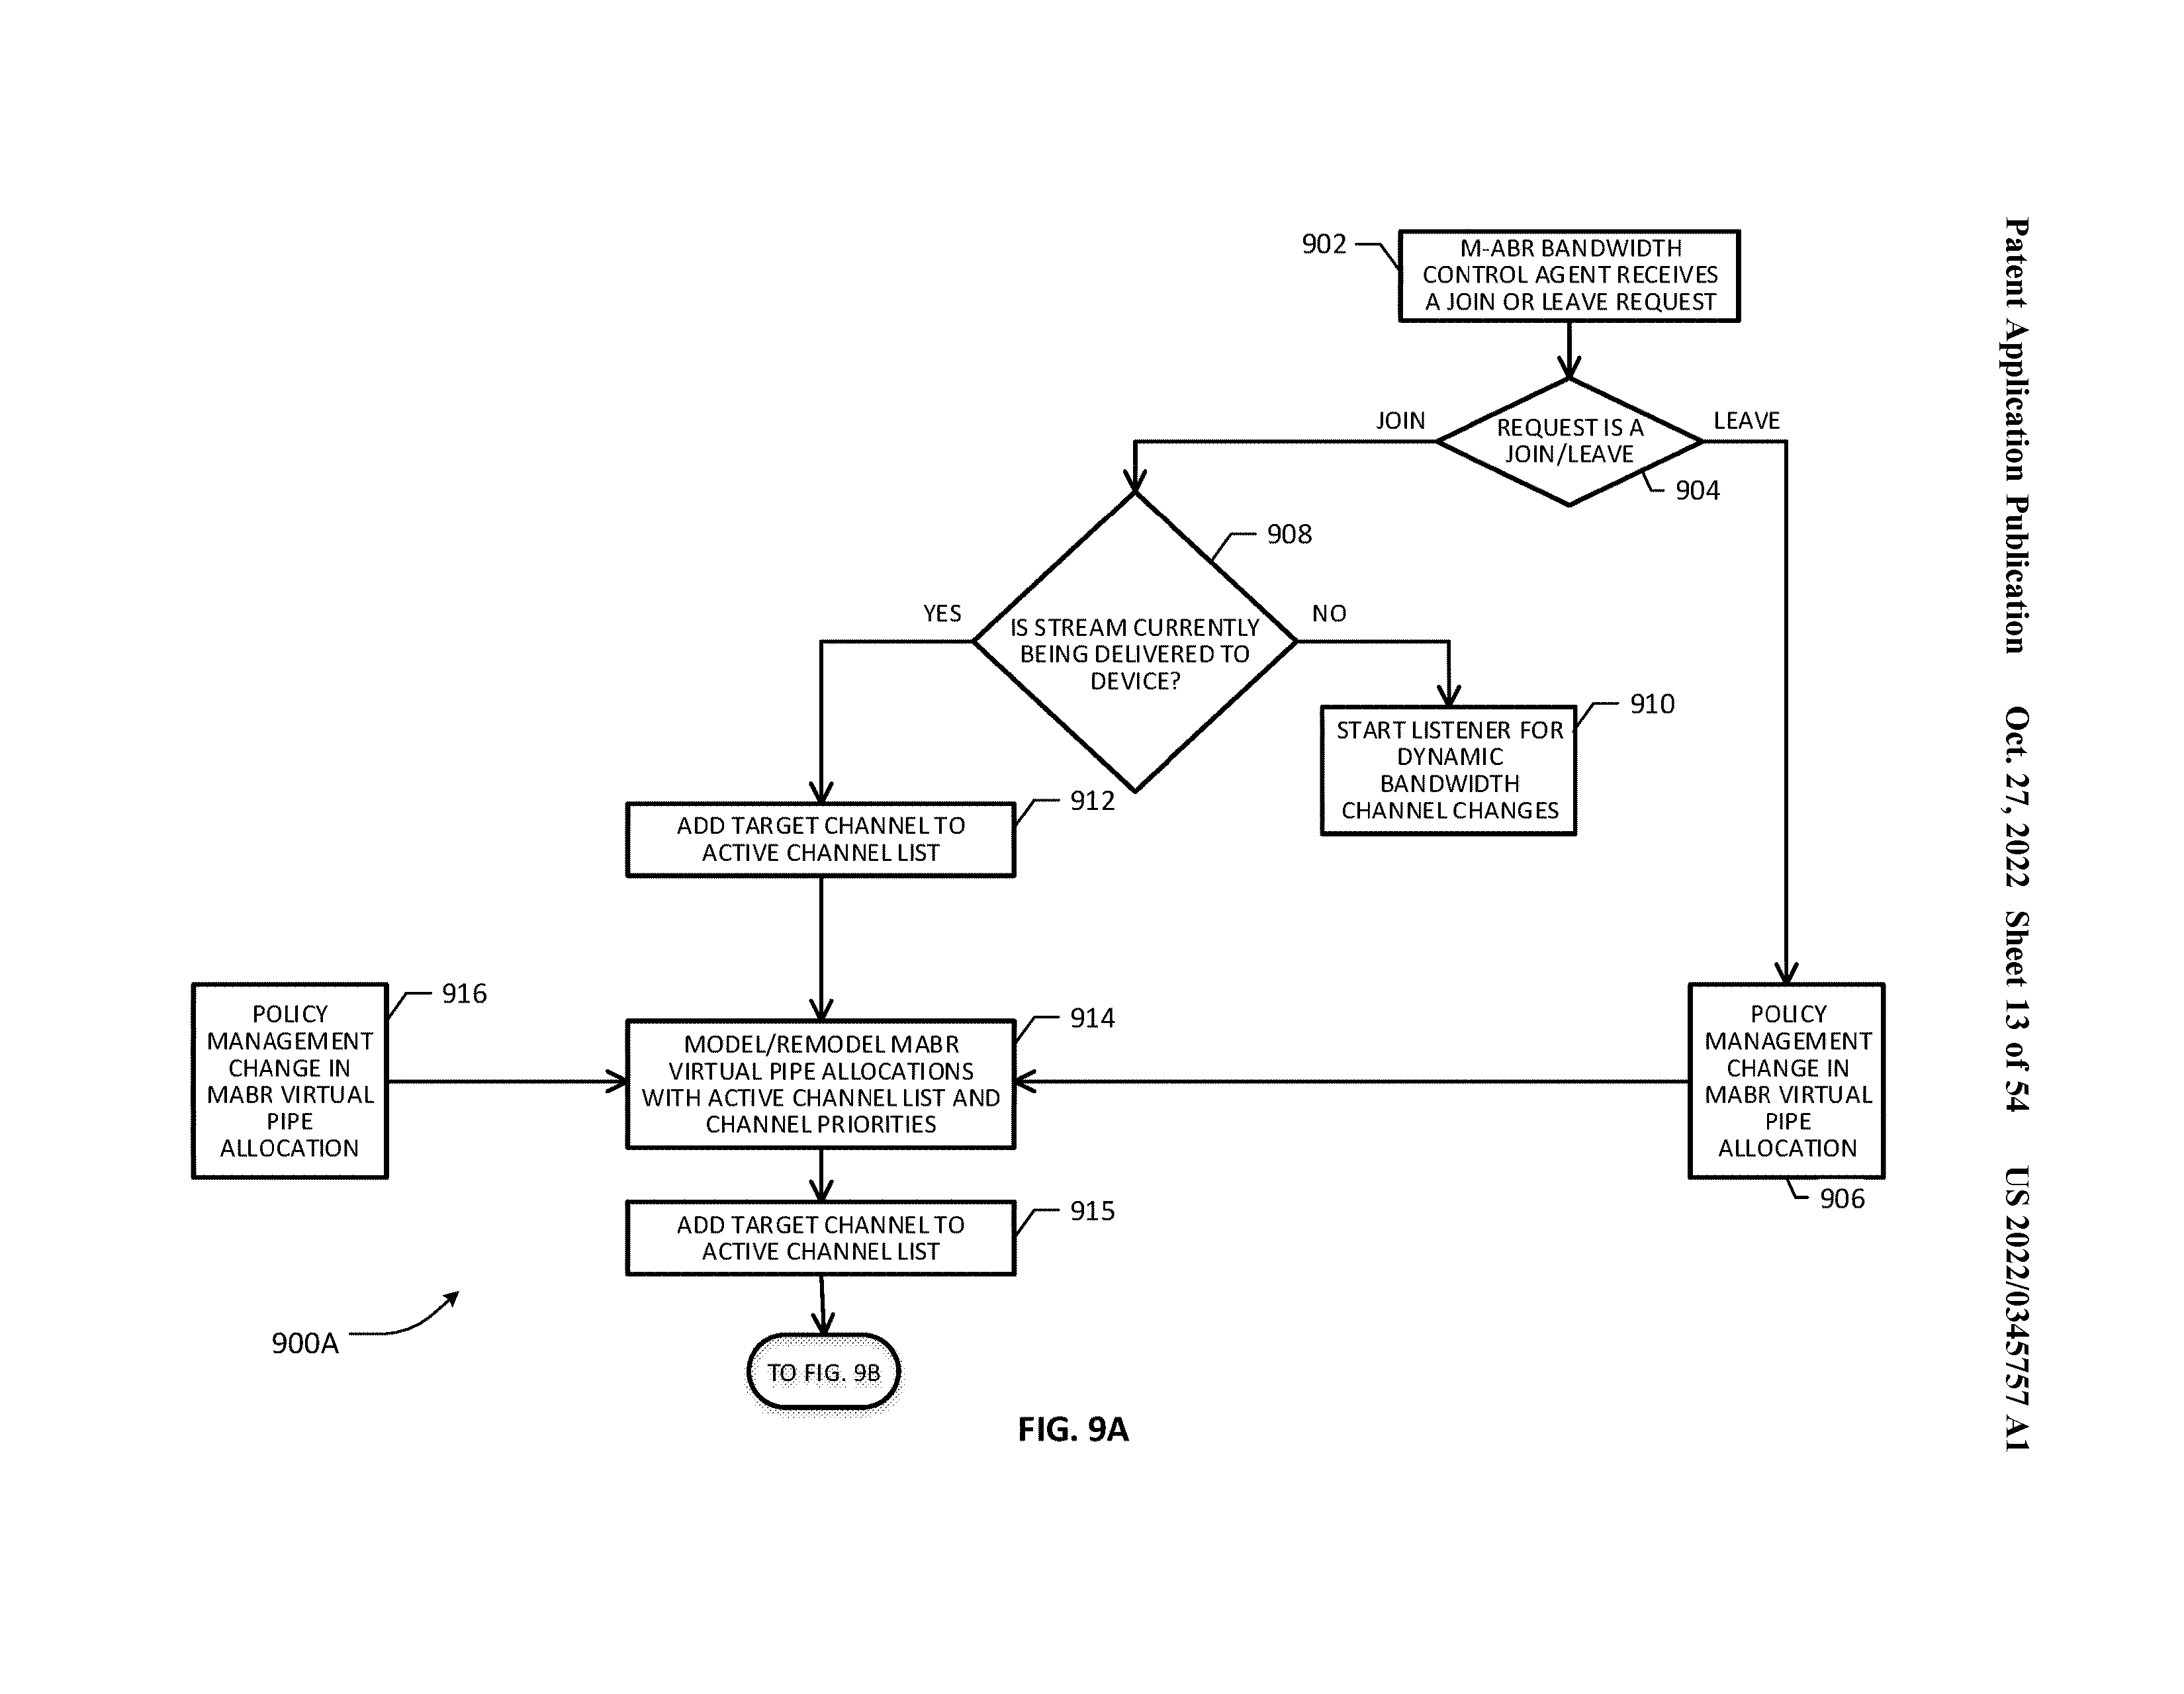 Patent Application Publication Oct. 27, 2022 Sheet 13 of 54 US 2022/0345757 A1
902
M-ABR BANDWIDTH
CONTROL AGENT RECEIVES
A JOIN OR LEAVE REQUEST
JOIN
REQUEST IS A
JOIN/LEAVE
LEAVE
904
908
YES
IS STREAM CURRENTLY
BEING DELIVERED TO
DEVICE?
NO
910
START LISTENER FOR
DYNAMIC
BANDWIDTH
CHANNEL CHANGES
912
ADD TARGET CHANNEL TO
ACTIVE CHANNEL LIST
916
POLICY
MANAGEMENT
CHANGE IN
MABR VIRTUAL
PIPE
ALLOCATION
914
MODEL/REMODEL MABR
VIRTUAL PIPE ALLOCATIONS
WITH ACTIVE CHANNEL LIST AND
CHANNEL PRIORITIES
POLICY
MANAGEMENT
CHANGE IN
MABR VIRTUAL
PIPE
ALLOCATION
906
915
ADD TARGET CHANNEL TO
ACTIVE CHANNEL LIST
900A
TO FIG. 9B
FIG. 9A